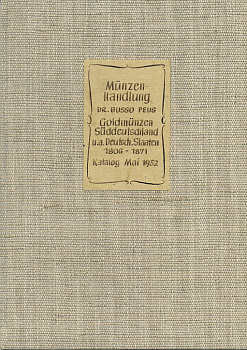 Münzen-
Handlung
DR. BUSSO PEUS
Goldmünzen
Süddeutschland
u.a. Deutsch. Staaten
1806 - 1871
Katalog Mai 1952